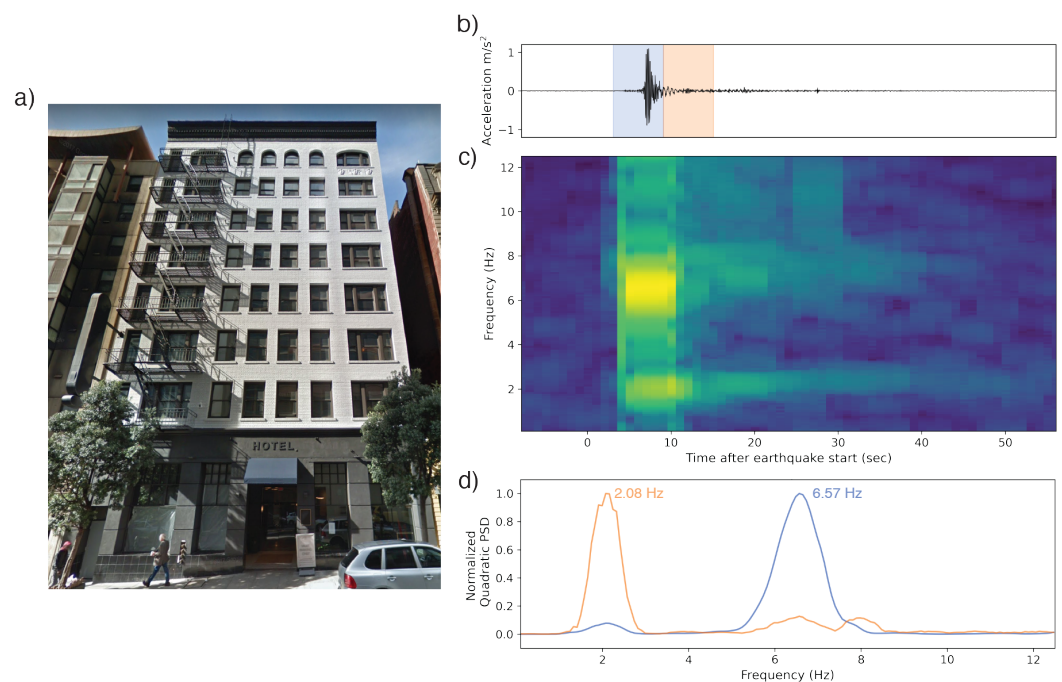 a)
HOTEL
b)
Acceleration m/s²
1
0
−1
c)
Frequency (Hz)
12
10
8
6
4
2
0
10
20
30
40
50
Time after earthquake start (sec)
d)
Normalized
Quadratic PSD
1.0
0.8
0.6
0.4
0.2
0.0
2.08 Hz
6.57 Hz
2
4
6
8
10
12
Frequency (Hz)